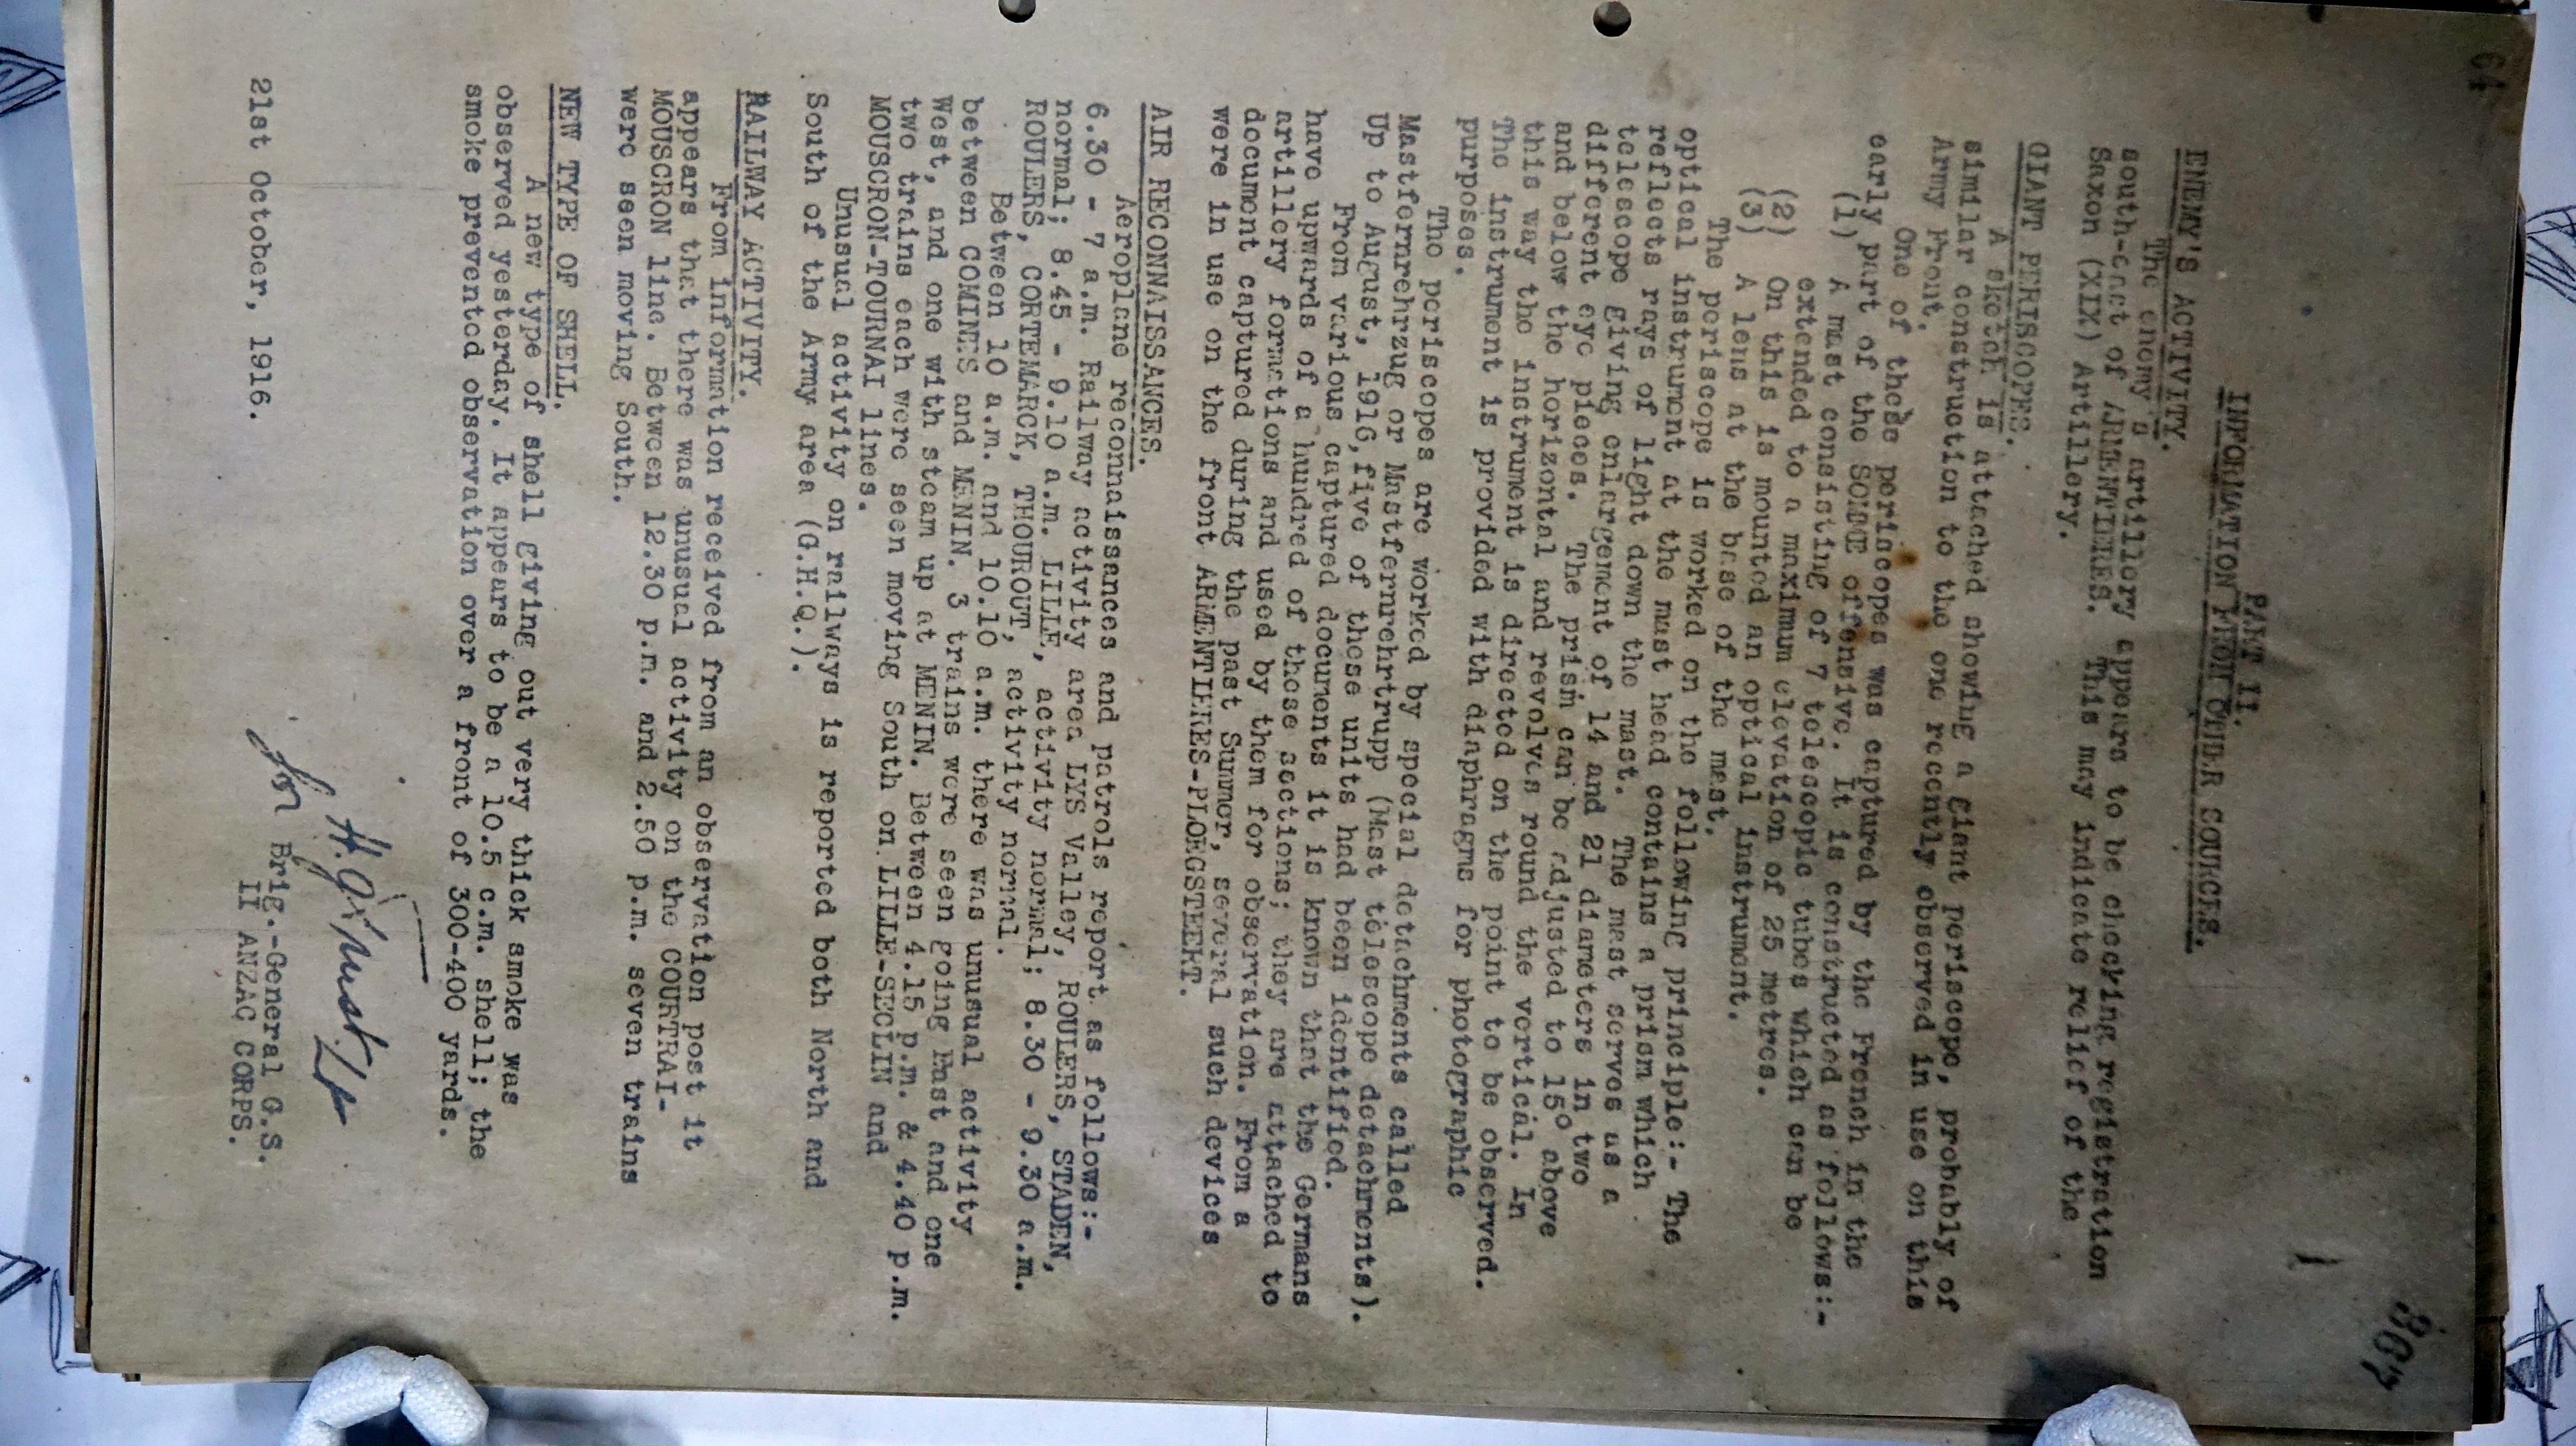 64
307
PART II.
INFORMATION FROM OTHER SOURCES.
ENEMY'S ACTIVITY.
The enemy's artillery appears to be checking registration
south-east of ARMENTIERES. This may indicate relief of the
Saxon (XIX) Artillery.
GIANT PERISCOPES.
A sketch is attached showing a giant periscope, probably of
similar construction to the one recently observed in use on this
Army Front.
One of these periscopes was captured by the French in the
early part of the SOMME offensive. It is constructed as follows:-
(1) A mast consisting of 7 telescopic tubes which can be
extended to a maximum elevation of 25 metres.
(2) On this is mounted an optical instrument.
(3) A lens at the base of the mast.
The periscope is worked on the following principle:- The
optical instrument at the mast head contains a prism which
reflects rays of light down the mast. The mast serves as a
telescope giving enlargement of 14 and 21 diameters in two
different eye pieces. The prism can be adjusted to 15° above
and below the horizontal and revolves round the vertical. In
this way the instrument is directed on the point to be observed.
The instrument is provided with diaphragms for photographic
purposes.
The periscopes are worked by special detachments called
Mastfernrehrzug or Mastfernrehrtrupp (Mast telescope detachments).
Up to August, 1916, five of these units had been identified.
From various captured documents it is known that the Germans
have upwards of a hundred of these sections; they are attached to
artillery formations and used by them for observation. From a
document captured during the past Summer, several such devices
were in use on the front ARMENTIERES-PLOEGSTEERT.
AIR RECONNAISSANCES.
Aeroplane reconnaissances and patrols report as follows:-
6.30 - 7 a.m. Railway activity area LYS Valley, ROULERS, STADEN,
normal; 8.45 - 9.10 a.m. LILLE, activity normal; 8.30 - 9.30 a.m.
ROULERS, CORTEMARCK, THOUROUT, activity normal.
Between 10 a.m. and 10.10 a.m. there was unusual activity
between COMINES and MENIN. 3 trains were seen going East and one
West, and one with steam up at MENIN. Between 4.15 p.m. & 4.40 p.m.
two trains each were seen moving South on LILLE-SECLIN and
MOUSCRON-TOURNAI lines.
Unusual activity on railways is reported both North and
South of the Army area (G.H.Q.).
RAILWAY ACTIVITY.
From information received from an observation post it
appears that there was unusual activity on the COURTRAI-
MOUSCRON line. Between 12.30 p.m. and 2.50 p.m. seven trains
were seen moving South.
NEW TYPE OF SHELL.
A new type of shell giving out very thick smoke was
observed yesterday. It appears to be a 10.5 c.m. shell; the
smoke prevented observation over a front of 300-400 yards.
for Brig.-General G.S.
II ANZAC CORPS.
21st October, 1916.